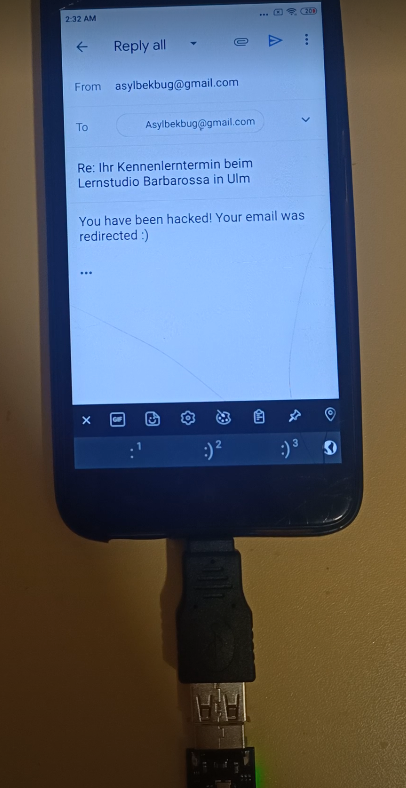 2:32 AM
Reply all
From asylbekbug@gmail.com
To Asylbekbug@gmail.com
Re: Ihr Kennenlerntermin beim
Lernstudio Barbarossa in Ulm
You have been hacked! Your email was
redirected :)
...
GIF
:¹ :)² :)³